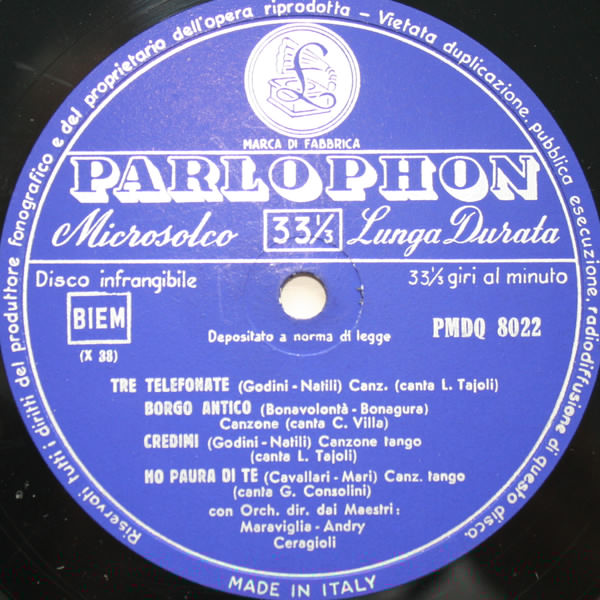 Riservati tutti i diritti del produttore fonografico e del proprietario dell'opera riprodotta – Vietata duplicazione, pubblica esecuzione, radiodiffusione di questo disco.
£
MARCA DI FABBRICA
PARLOPHON
Microsolco 33⅓ Lunga Durata
Disco infrangibile
33⅓ giri al minuto
BIEM
(X 38)
Depositato a norma di legge
PMDQ 8022
TRE TELEFONATE (Godini - Natili) Canz. (canta L. Tajoli)
BORGO ANTICO (Bonavolontà - Bonagura)
Canzone (canta C. Villa)
CREDIMI (Godini - Natili) Canzone tango
(canta L. Tajoli)
HO PAURA DI TE (Cavallari - Mari) Canz. tango
(canta G. Consolini)
con Orch. dir. dai Maestri:
Maraviglia - Andry
Ceragioli
MADE IN ITALY